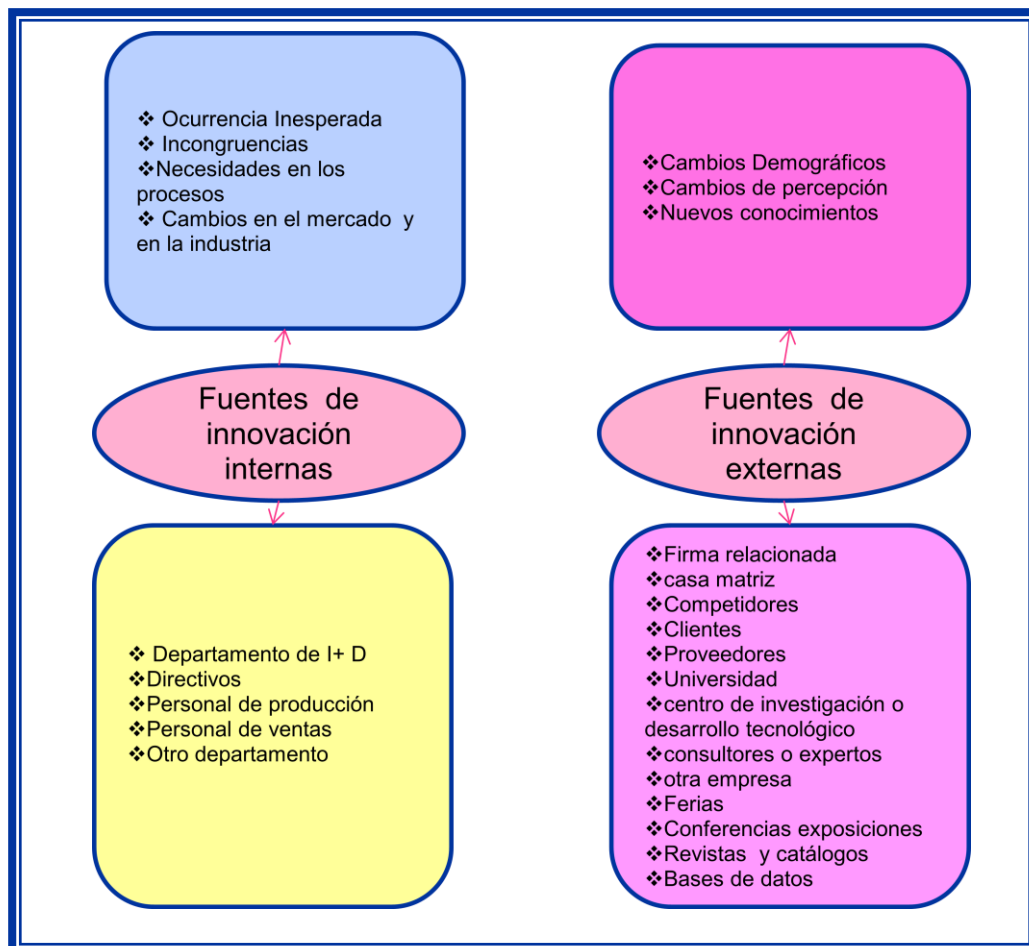 ❖ Ocurrencia Inesperada
❖ Incongruencias
❖Necesidades en los
procesos
❖ Cambios en el mercado y
en la industria
❖Cambios Demográficos
❖Cambios de percepción
❖Nuevos conocimientos
Fuentes de
innovación
internas
Fuentes de
innovación
externas
❖ Departamento de I+ D
❖Directivos
❖Personal de producción
❖Personal de ventas
❖Otro departamento
❖Firma relacionada
❖casa matriz
❖Competidores
❖Clientes
❖Proveedores
❖Universidad
❖centro de investigación o
desarrollo tecnológico
❖consultores o expertos
❖otra empresa
❖Ferias
❖Conferencias exposiciones
❖Revistas y catálogos
❖Bases de datos